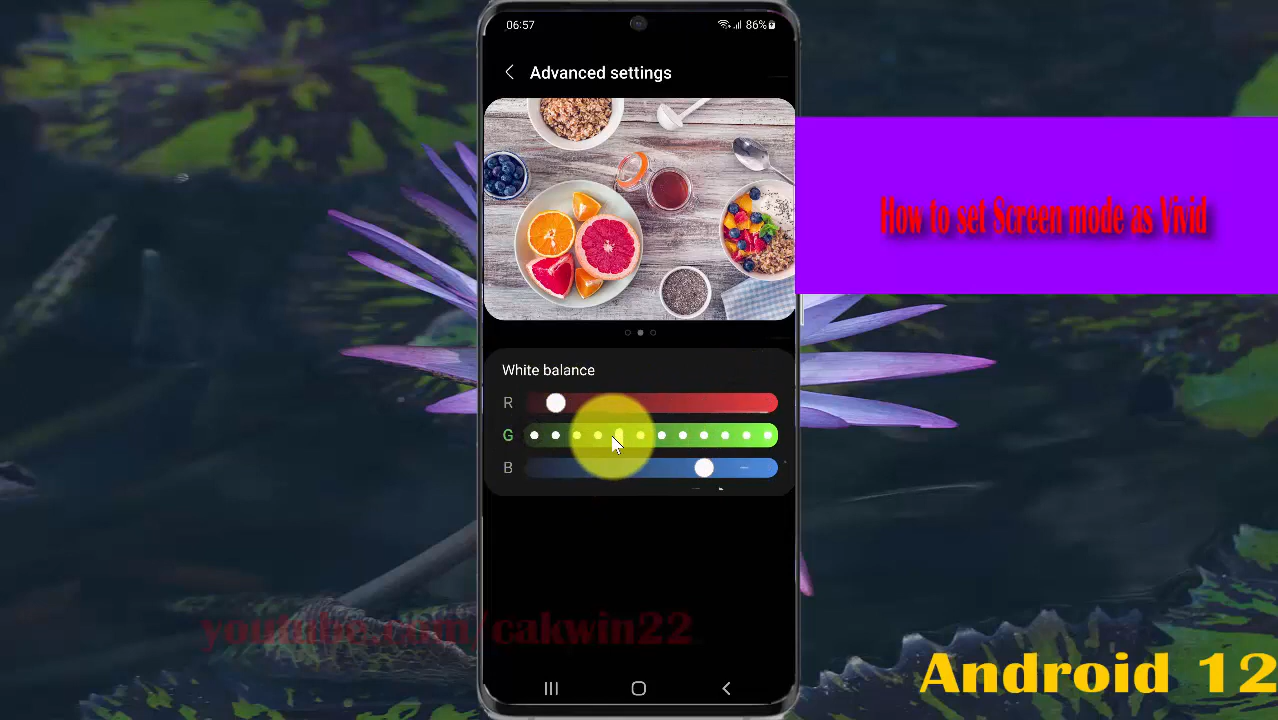 06:57
86%
Advanced settings
How to set Screen mode as Vivid
White balance
R
G
B
youtube.com/cakwin22
Android 12